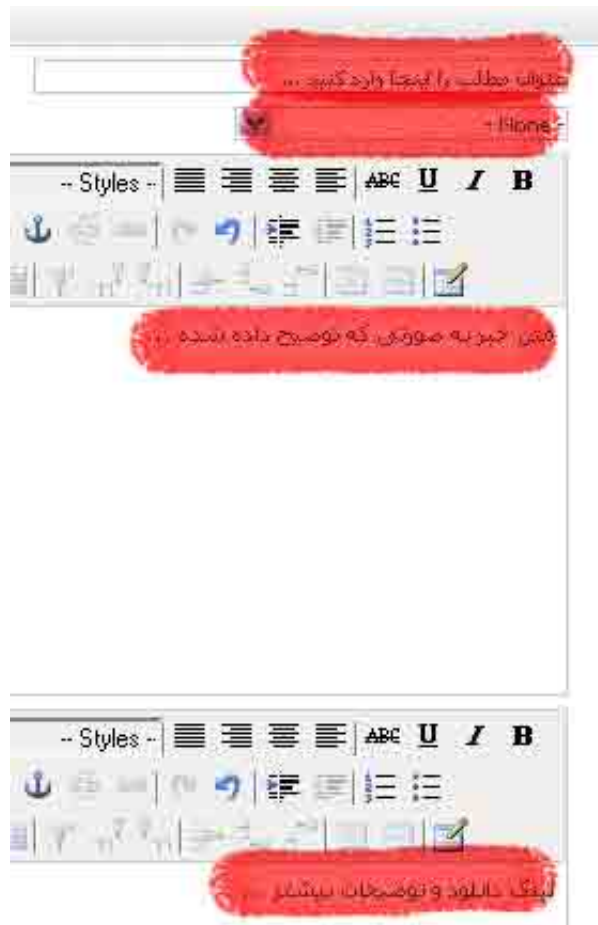 عنوان مطلب را اینجا وارد کنید ...
- None -
-- Styles -- ABC U I B
متن خبر به صورتی که توضیح داده شده ...
-- Styles -- ABC U I B
لینک دانلود و توضیحات بیشتر ...